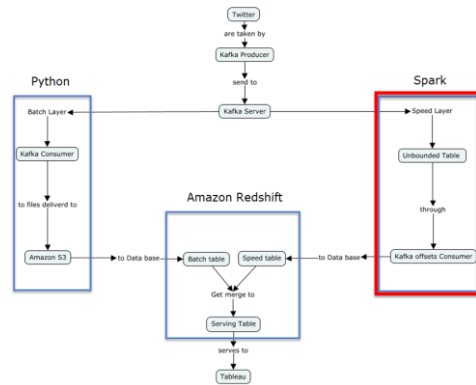 Twitter
are taken by
Kafka Producer
send to
Python
Spark
Batch Layer
Kafka Server
Speed Layer
Kafka Consumer
Unbounded Table
to files deliverd to
through
Amazon Redshift
Amazon S3
to Data base
Batch table
Speed table
to Data base
Kafka offsets Consumer
Get merge to
Serving Table
serves to
Tableau